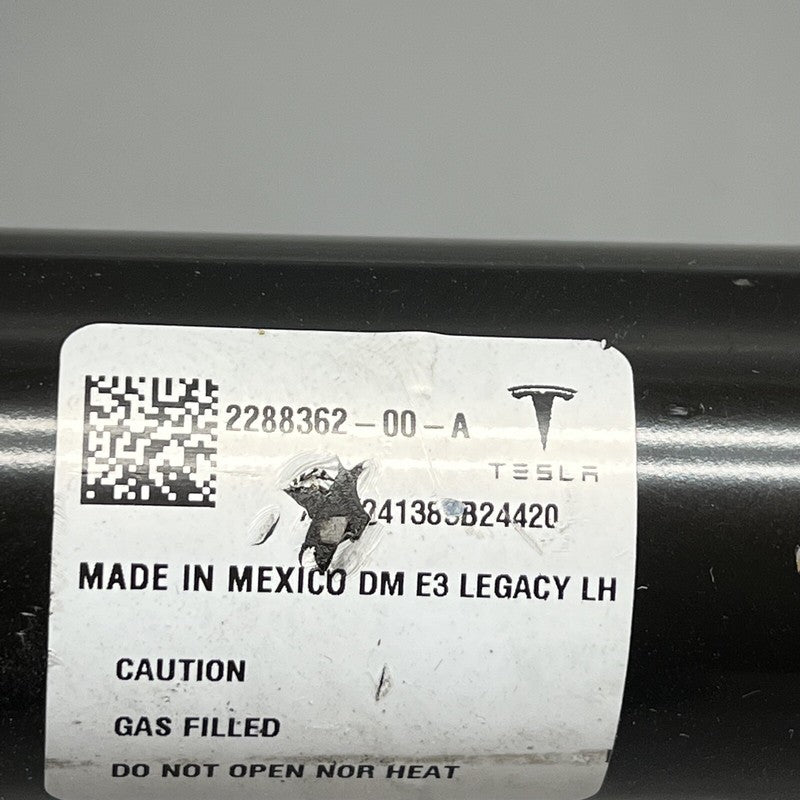 2288362-00-A
TESLA
MADE IN MEXICO DM E3 LEGACY LH
CAUTION
GAS FILLED
DO NOT OPEN NOR HEAT